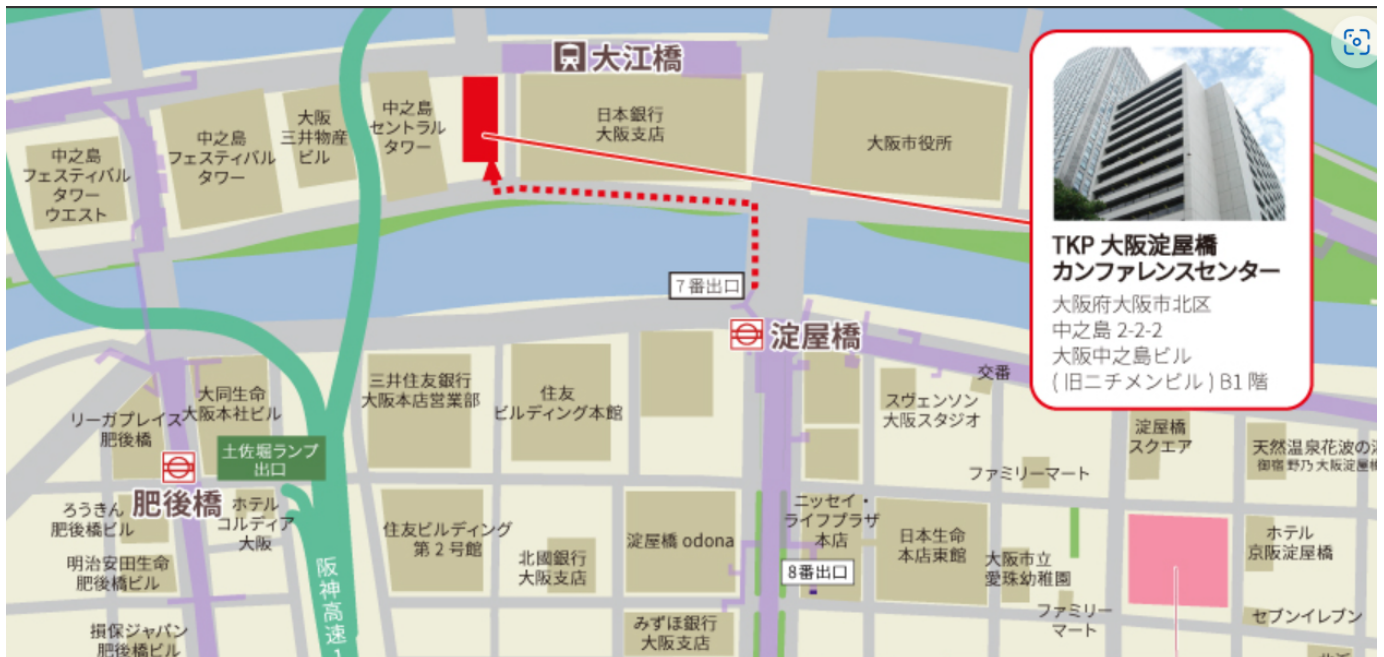 大江橋
中之島
フェスティバル
タワー
ウエスト
中之島
フェスティバル
タワー
大阪
三井物産
ビル
中之島
セントラル
タワー
日本銀行
大阪支店
大阪市役所
TKP 大阪淀屋橋
カンファレンスセンター
大阪府大阪市北区
中之島 2-2-2
大阪中之島ビル
( 旧ニチメンビル ) B1 階
7番出口
淀屋橋
リーガプレイス
肥後橋
大同生命
大阪本社ビル
三井住友銀行
大阪本店営業部
住友
ビルディング本館
交番
スヴェンソン
大阪スタジオ
淀屋橋
スクエア
天然温泉花波の
御宿 野乃 大阪淀屋橋
土佐堀ランプ
出口
肥後橋
ファミリーマート
ろうきん
肥後橋ビル
ホテル
コルディア
大阪
住友ビルディング
第2号館
北國銀行
大阪支店
淀屋橋 odona
ニッセイ・
ライフプラザ
本店
8番出口
日本生命
本店東館
大阪市立
愛珠幼稚園
ホテル
京阪淀屋橋
明治安田生命
肥後橋ビル
阪神高速1
ファミリー
マート
セブンイレブン
損保ジャパン
肥後橋ビル
みずほ銀行
大阪支店